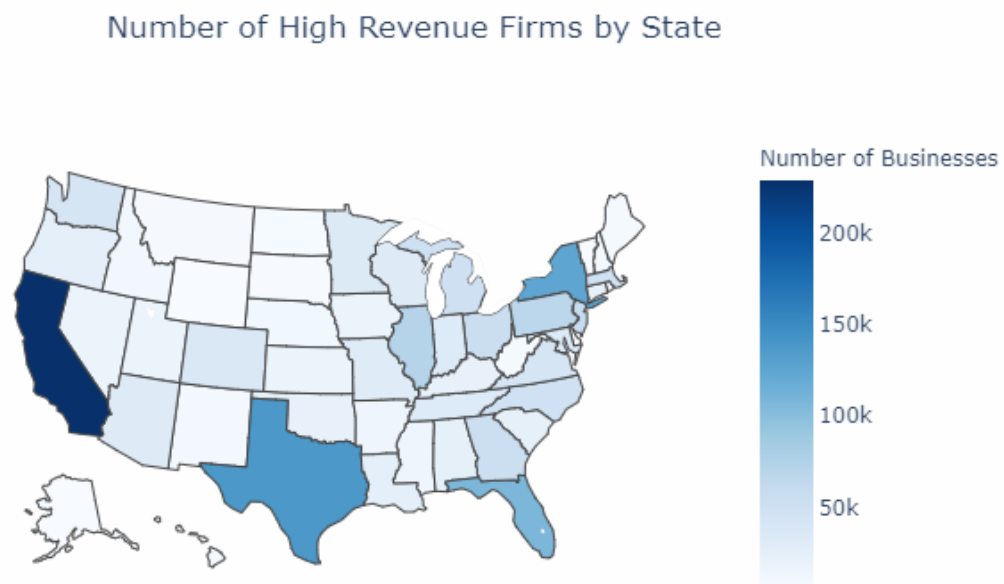 Number of High Revenue Firms by State
Number of Businesses
200k
150k
100k
50k